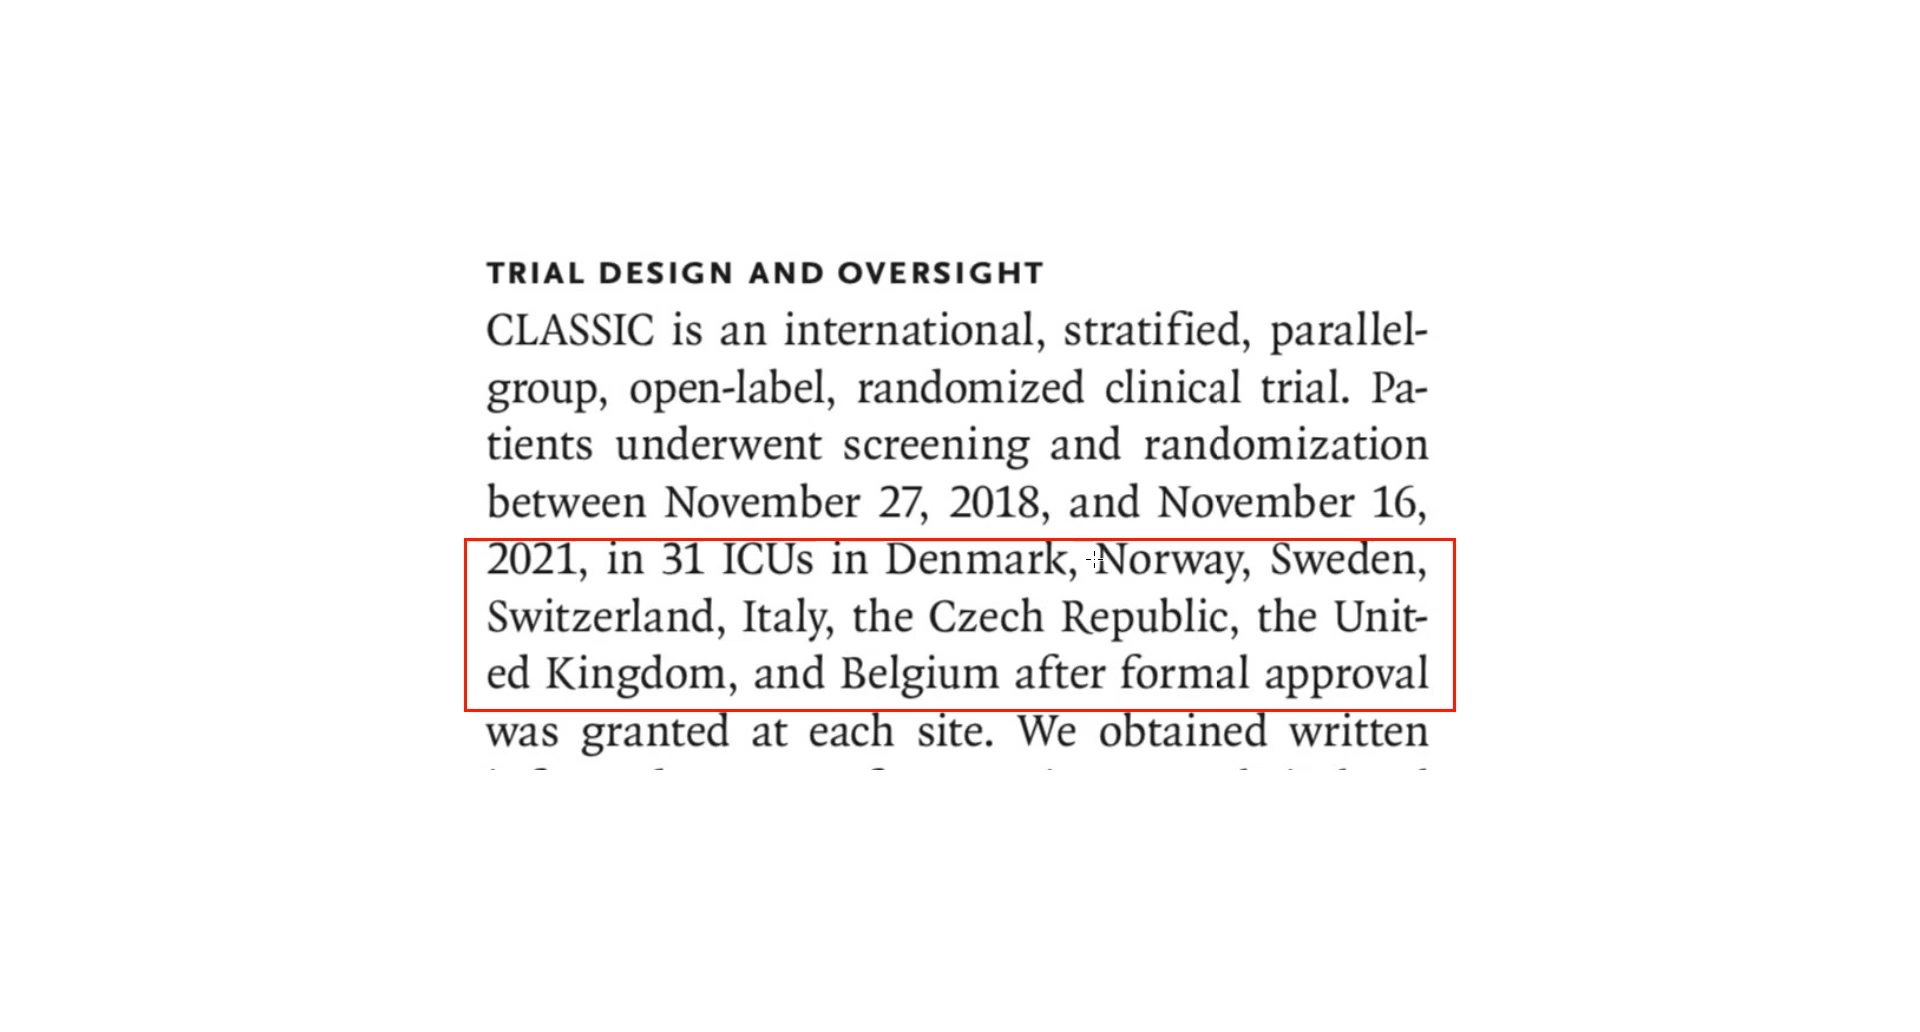 TRIAL DESIGN AND OVERSIGHT
CLASSIC is an international, stratified, parallel-
group, open-label, randomized clinical trial. Pa-
tients underwent screening and randomization
between November 27, 2018, and November 16,
2021, in 31 ICUs in Denmark, Norway, Sweden,
Switzerland, Italy, the Czech Republic, the Unit-
ed Kingdom, and Belgium after formal approval
was granted at each site. We obtained written